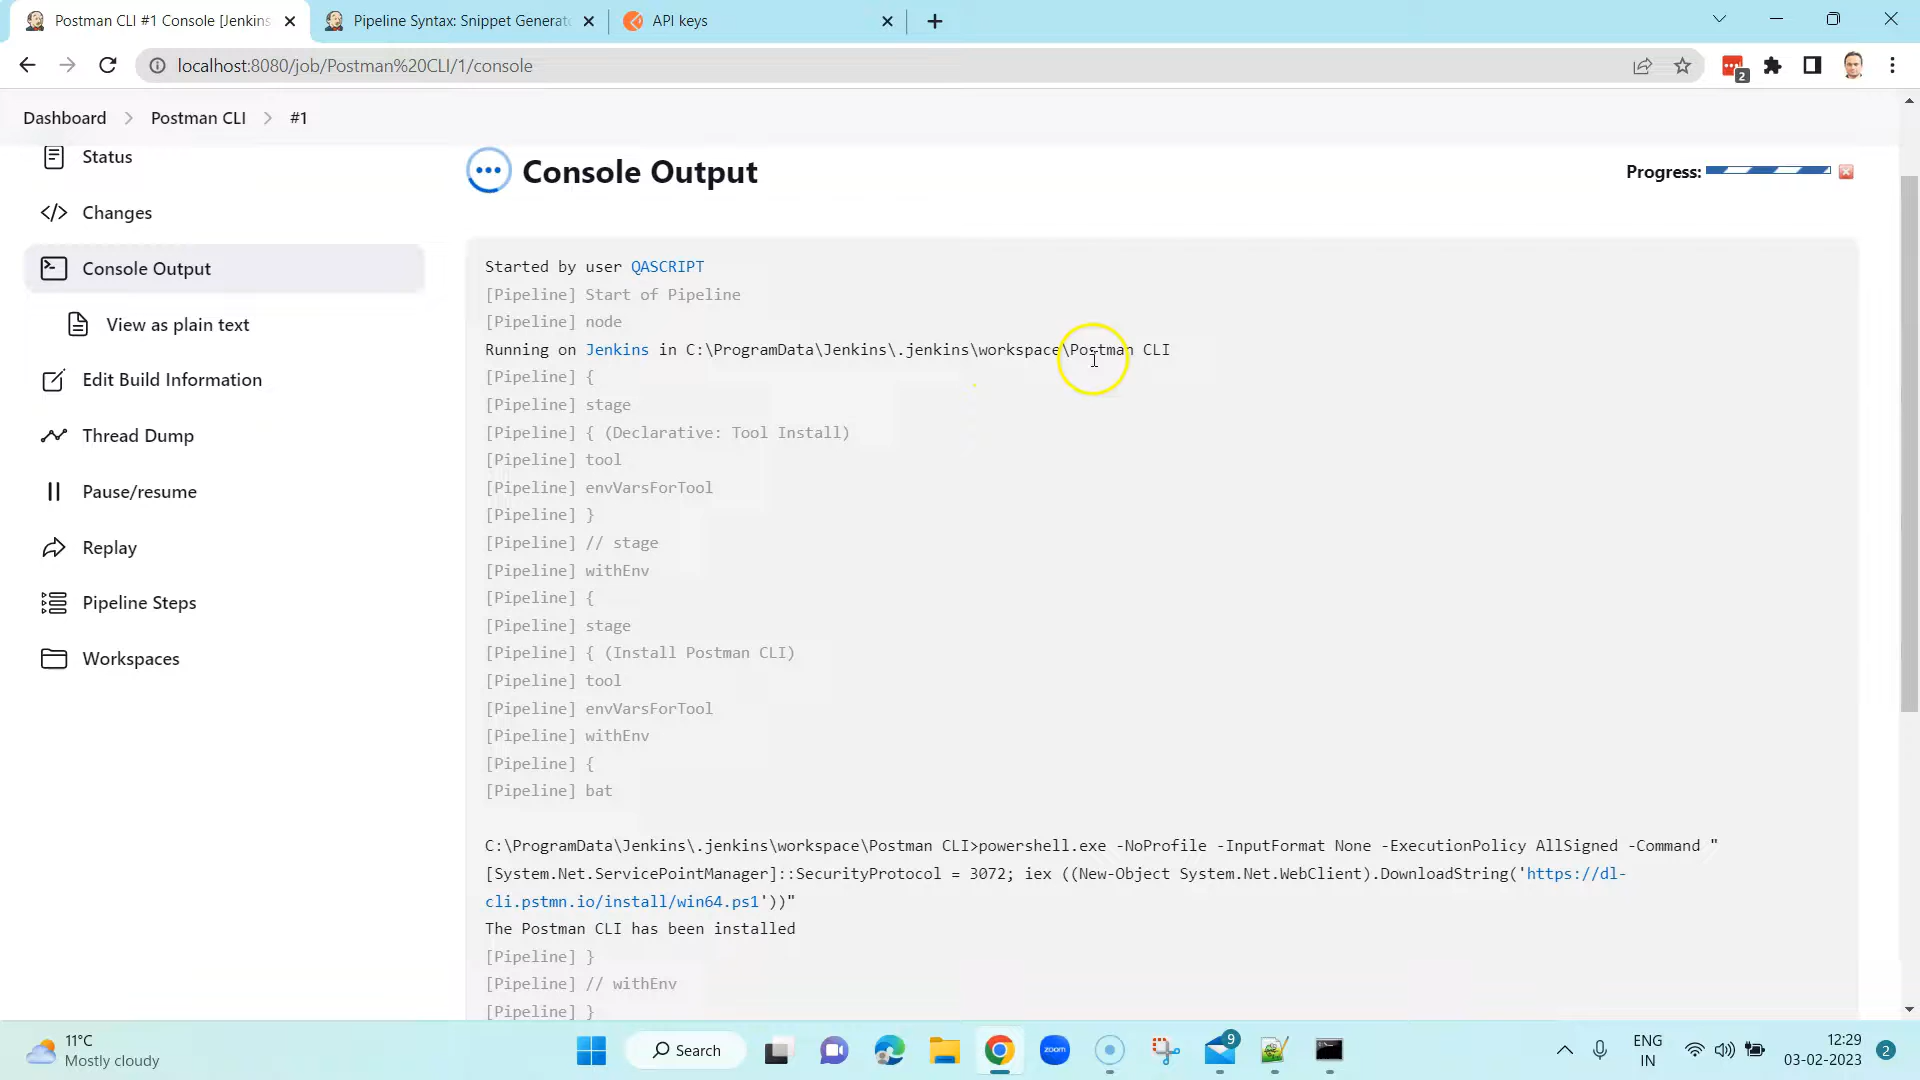 Postman CLI #1 Console [Jenkins
Pipeline Syntax: Snippet Generato
API keys
localhost:8080/job/Postman%20CLI/1/console
2
Dashboard > Postman CLI > #1
Status
Changes
Console Output
View as plain text
Edit Build Information
Thread Dump
Pause/resume
Replay
Pipeline Steps
Workspaces
Console Output
Progress:
Started by user QASCRIPT
[Pipeline] Start of Pipeline
[Pipeline] node
Running on Jenkins in C:\ProgramData\Jenkins\.jenkins\workspace\Postman CLI
[Pipeline] {
[Pipeline] stage
[Pipeline] { (Declarative: Tool Install)
[Pipeline] tool
[Pipeline] envVarsForTool
[Pipeline] }
[Pipeline] // stage
[Pipeline] withEnv
[Pipeline] {
[Pipeline] stage
[Pipeline] { (Install Postman CLI)
[Pipeline] tool
[Pipeline] envVarsForTool
[Pipeline] withEnv
[Pipeline] {
[Pipeline] bat
C:\ProgramData\Jenkins\.jenkins\workspace\Postman CLI>powershell.exe -NoProfile -InputFormat None -ExecutionPolicy AllSigned -Command "
[System.Net.ServicePointManager]::SecurityProtocol = 3072; iex ((New-Object System.Net.WebClient).DownloadString('https://dl-
cli.pstmn.io/install/win64.ps1'))"
The Postman CLI has been installed
[Pipeline] }
[Pipeline] // withEnv
[Pipeline] }
11°C
Mostly cloudy
Search
zoom
9
ENG
IN
12:29
03-02-2023
2